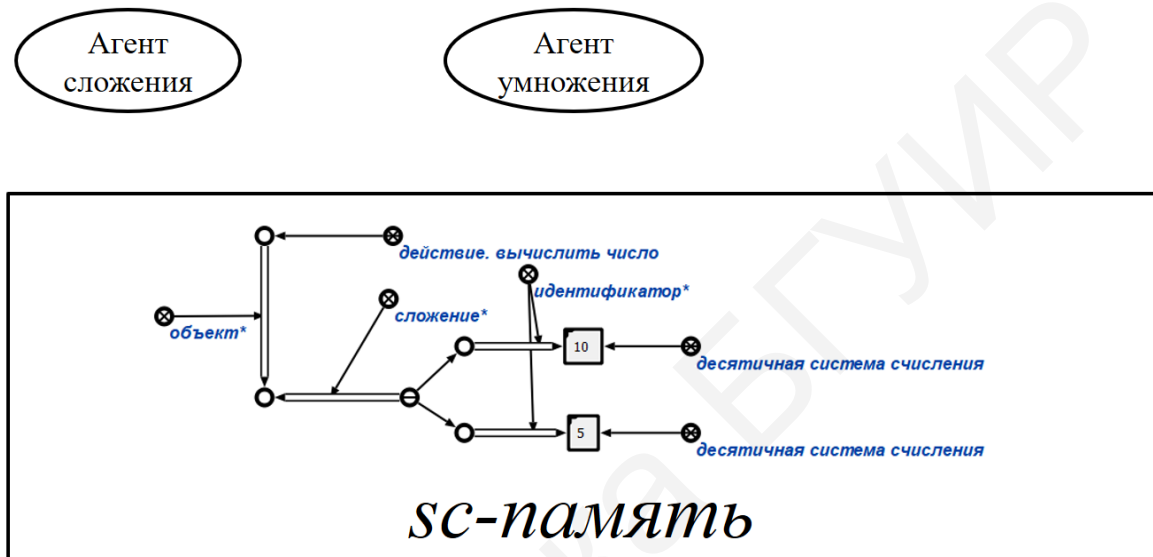 Агент
сложения
Агент
умножения
действие. вычислить число
идентификатор*
объект*
сложение*
10
десятичная система счисления
5
десятичная система счисления
sc-память
БГУИР